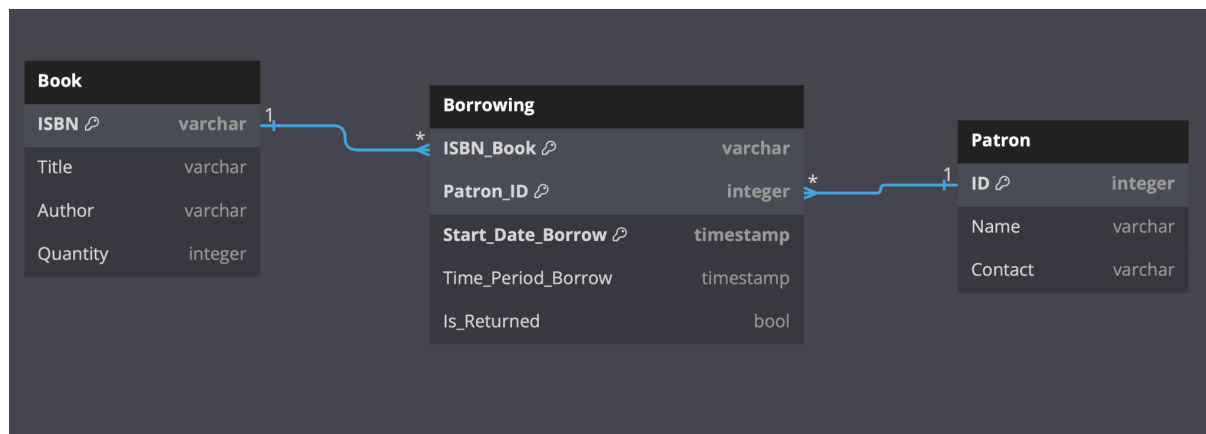 Book
ISBN varchar
Title varchar
Author varchar
Quantity integer
1
*
Borrowing
ISBN_Book varchar
Patron_ID integer
Start_Date_Borrow timestamp
Time_Period_Borrow timestamp
Is_Returned bool
*
1
Patron
ID integer
Name varchar
Contact varchar